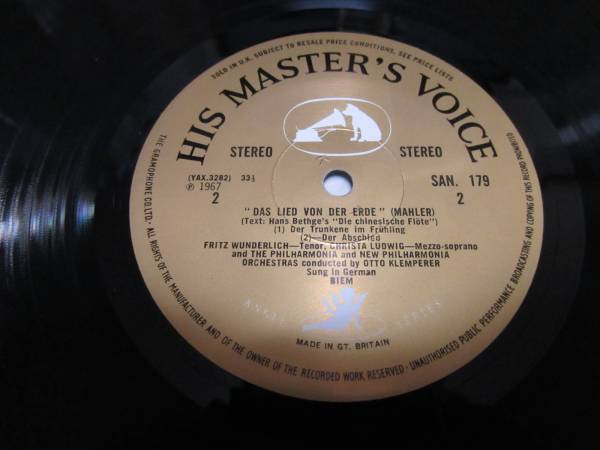 SOLD IN U.K. SUBJECT TO RESALE PRICE CONDITIONS, SEE PRICE LISTS
HIS MASTER'S VOICE
STEREO STEREO
(YAX.3282) 33⅓ SAN. 179
℗ 1967
2 2
"DAS LIED VON DER ERDE" (MAHLER)
(Text: Hans Bethge's "Die chinesische Flöte")
(1) Der Trunkene im Frühling
(2)—Der Abschied
FRITZ WUNDERLICH—Tenor, CHRISTA LUDWIG—Mezzo-soprano
and THE PHILHARMONIA and NEW PHILHARMONIA
ORCHESTRAS conducted by OTTO KLEMPERER
Sung in German
BIEM
ANGEL SERIES
MADE IN GT. BRITAIN
THE GRAMOPHONE CO. LTD. · ALL RIGHTS OF THE MANUFACTURER AND OF THE OWNER OF THE RECORDED WORK RESERVED · UNAUTHORISED PUBLIC PERFORMANCE BROADCASTING AND COPYING OF THIS RECORD PROHIBITED